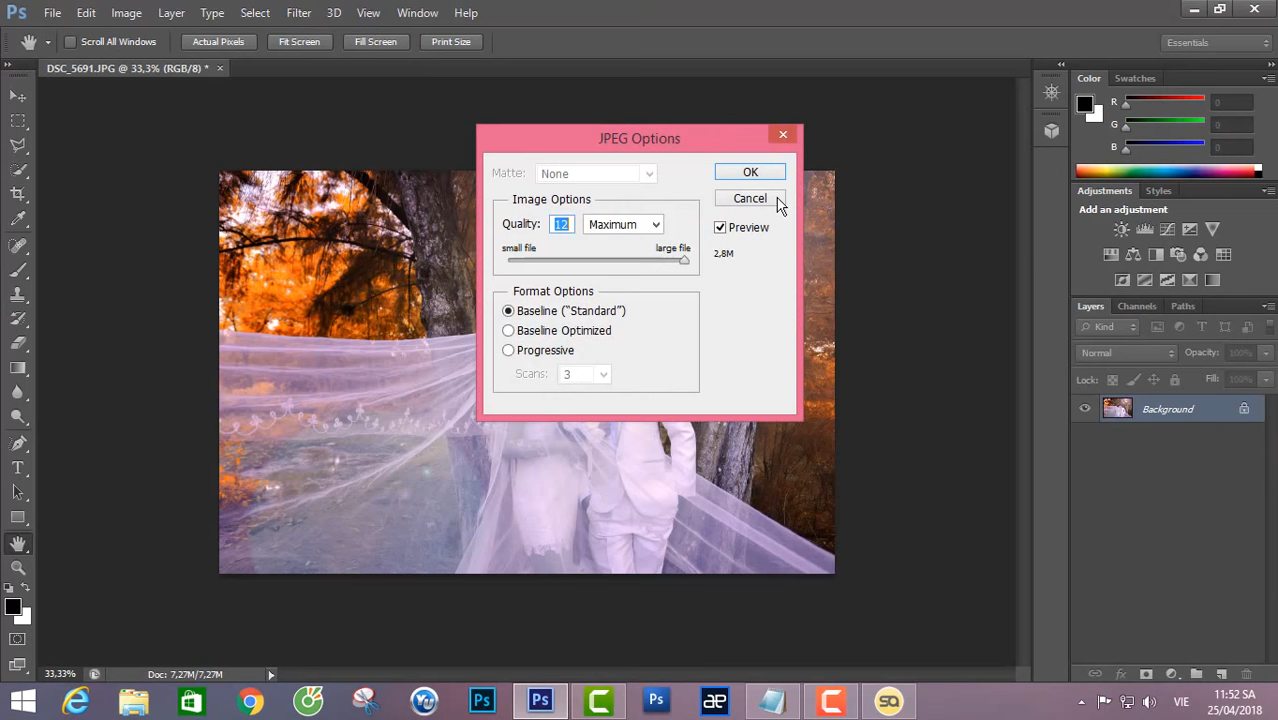 Ps File Edit Image Layer Type Select Filter 3D View Window Help
Scroll All Windows Actual Pixels Fit Screen Fill Screen Print Size Essentials
DSC_5691.JPG @ 33,3% (RGB/8) * ×
Color Swatches
R 0
G 0
B 0
Adjustments Styles
Add an adjustment
Layers Channels Paths
Kind
Normal Opacity: 100%
Lock: Fill: 100%
Background
JPEG Options
Matte: None OK
Image Options Cancel
Quality: 12 Maximum Preview
small file large file 2,8M
Format Options
Baseline (“Standard”)
Baseline Optimized
Progressive
Scans: 3
33,33% Doc: 7,27M/7,27M
Ps Ps Ps
VIE 11:52 SA
25/04/2018